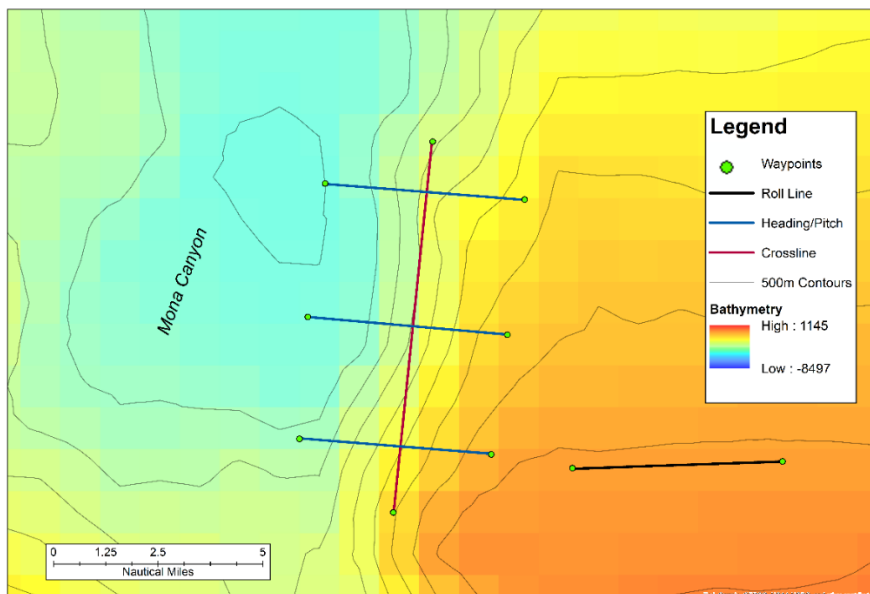 Legend
Waypoints
Roll Line
Heading/Pitch
Crossline
500m Contours
Bathymetry
High : 1145
Low : -8497
Mona Canyon
0 1.25 2.5 5
Nautical Miles